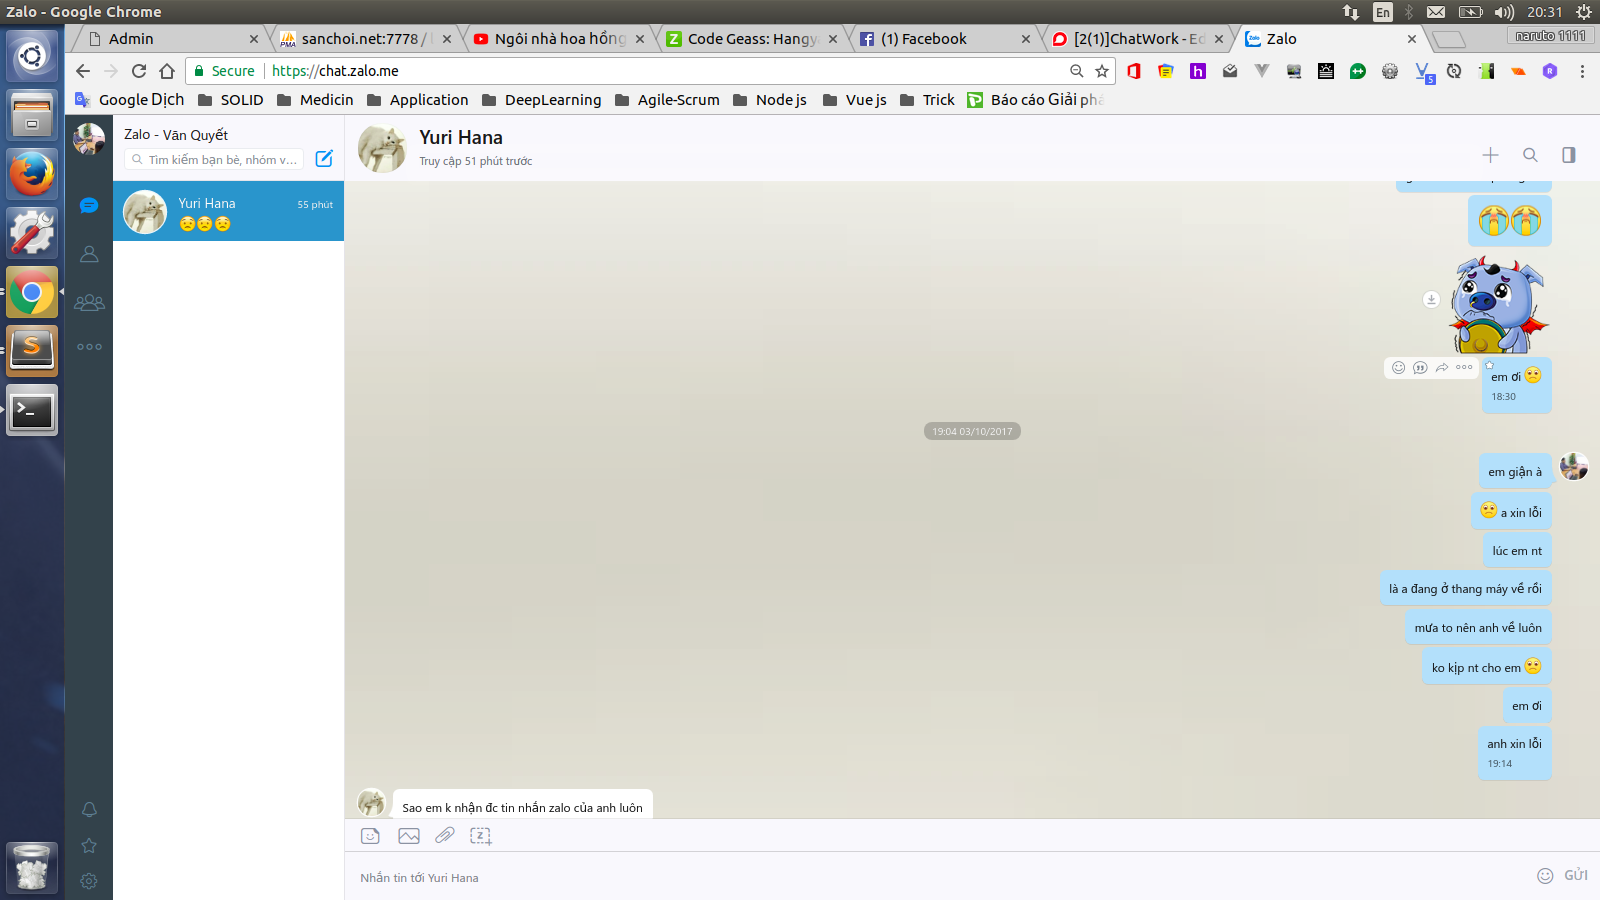 Zalo - Google Chrome
En
20:31
Admin
sanchoi.net:7778 /
Ngôi nhà hoa hồng
Code Geass: Hangy
(1) Facebook
[2(1)]ChatWork - Ed
Zalo
naruto 1111
Secure
https://chat.zalo.me
Google Dịch
SOLID
Medicin
Application
DeepLearning
Agile-Scrum
Node js
Vue js
Trick
Báo cáo Giải phá
Zalo - Văn Quyết
Tìm kiếm bạn bè, nhóm v...
Yuri Hana
55 phút
Yuri Hana
Truy cập 51 phút trước
em ơi
18:30
19:04 03/10/2017
em giận à
a xin lỗi
lúc em nt
là a đang ở thang máy về rồi
mưa to nên anh về luôn
ko kịp nt cho em
em ơi
anh xin lỗi
19:14
Sao em k nhận đc tin nhắn zalo của anh luôn
Nhắn tin tới Yuri Hana
GỬI